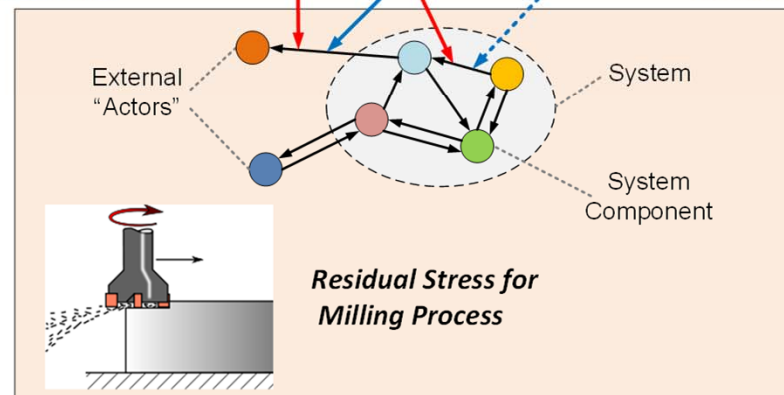 External
“Actors”
System
System
Component
Residual Stress for
Milling Process